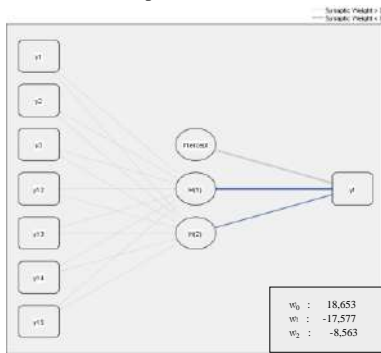 Synaptic Weight >
Synaptic Weight <
y1
y2
y3
y12
y13
y14
y15
Intercept
H(1)
H(2)
yt
w₀ : 18,653
w₁ : -17,577
w₂ : -8,563